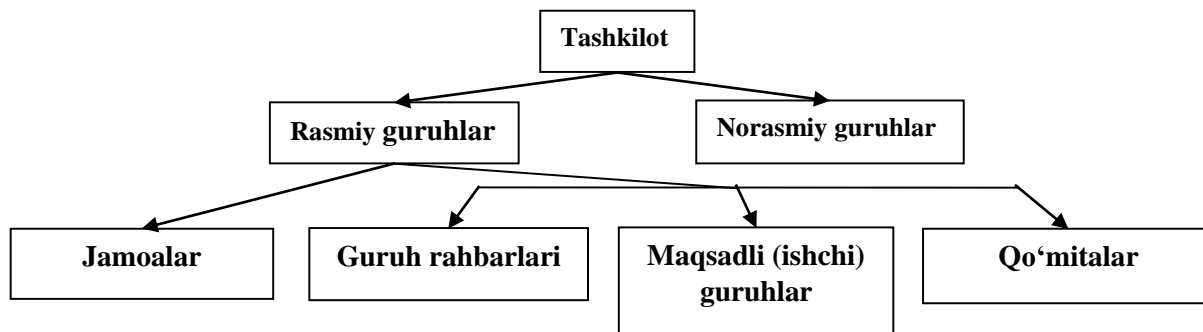 Tashkilot
Rasmiy guruhlar
Norasmiy guruhlar
Jamoalar
Guruh rahbarlari
Maqsadli (ishchi)
guruhlar
Qo‘mitalar